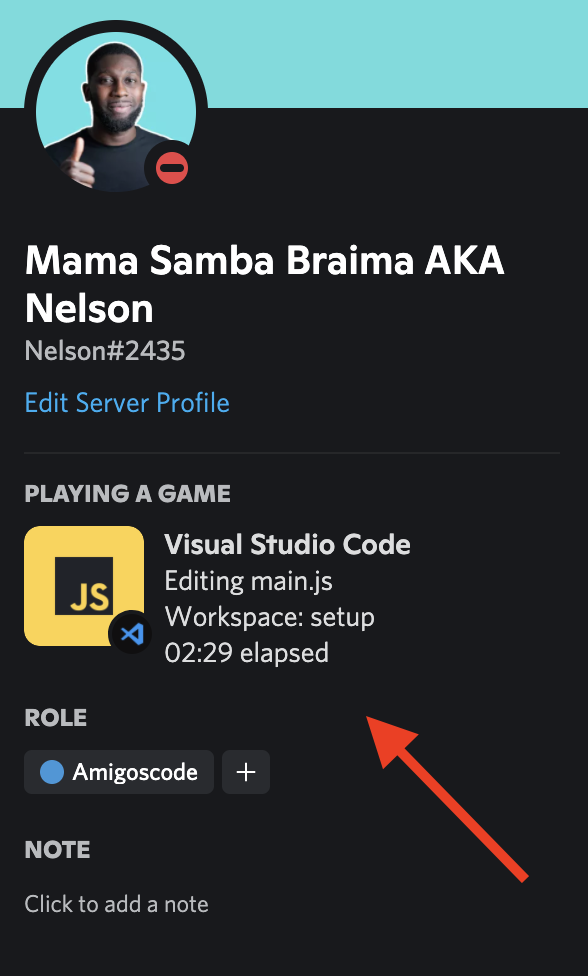 Mama Samba Braima AKA
Nelson
Nelson#2435
Edit Server Profile
PLAYING A GAME
JS
Visual Studio Code
Editing main.js
Workspace: setup
02:29 elapsed
ROLE
Amigoscode +
NOTE
Click to add a note